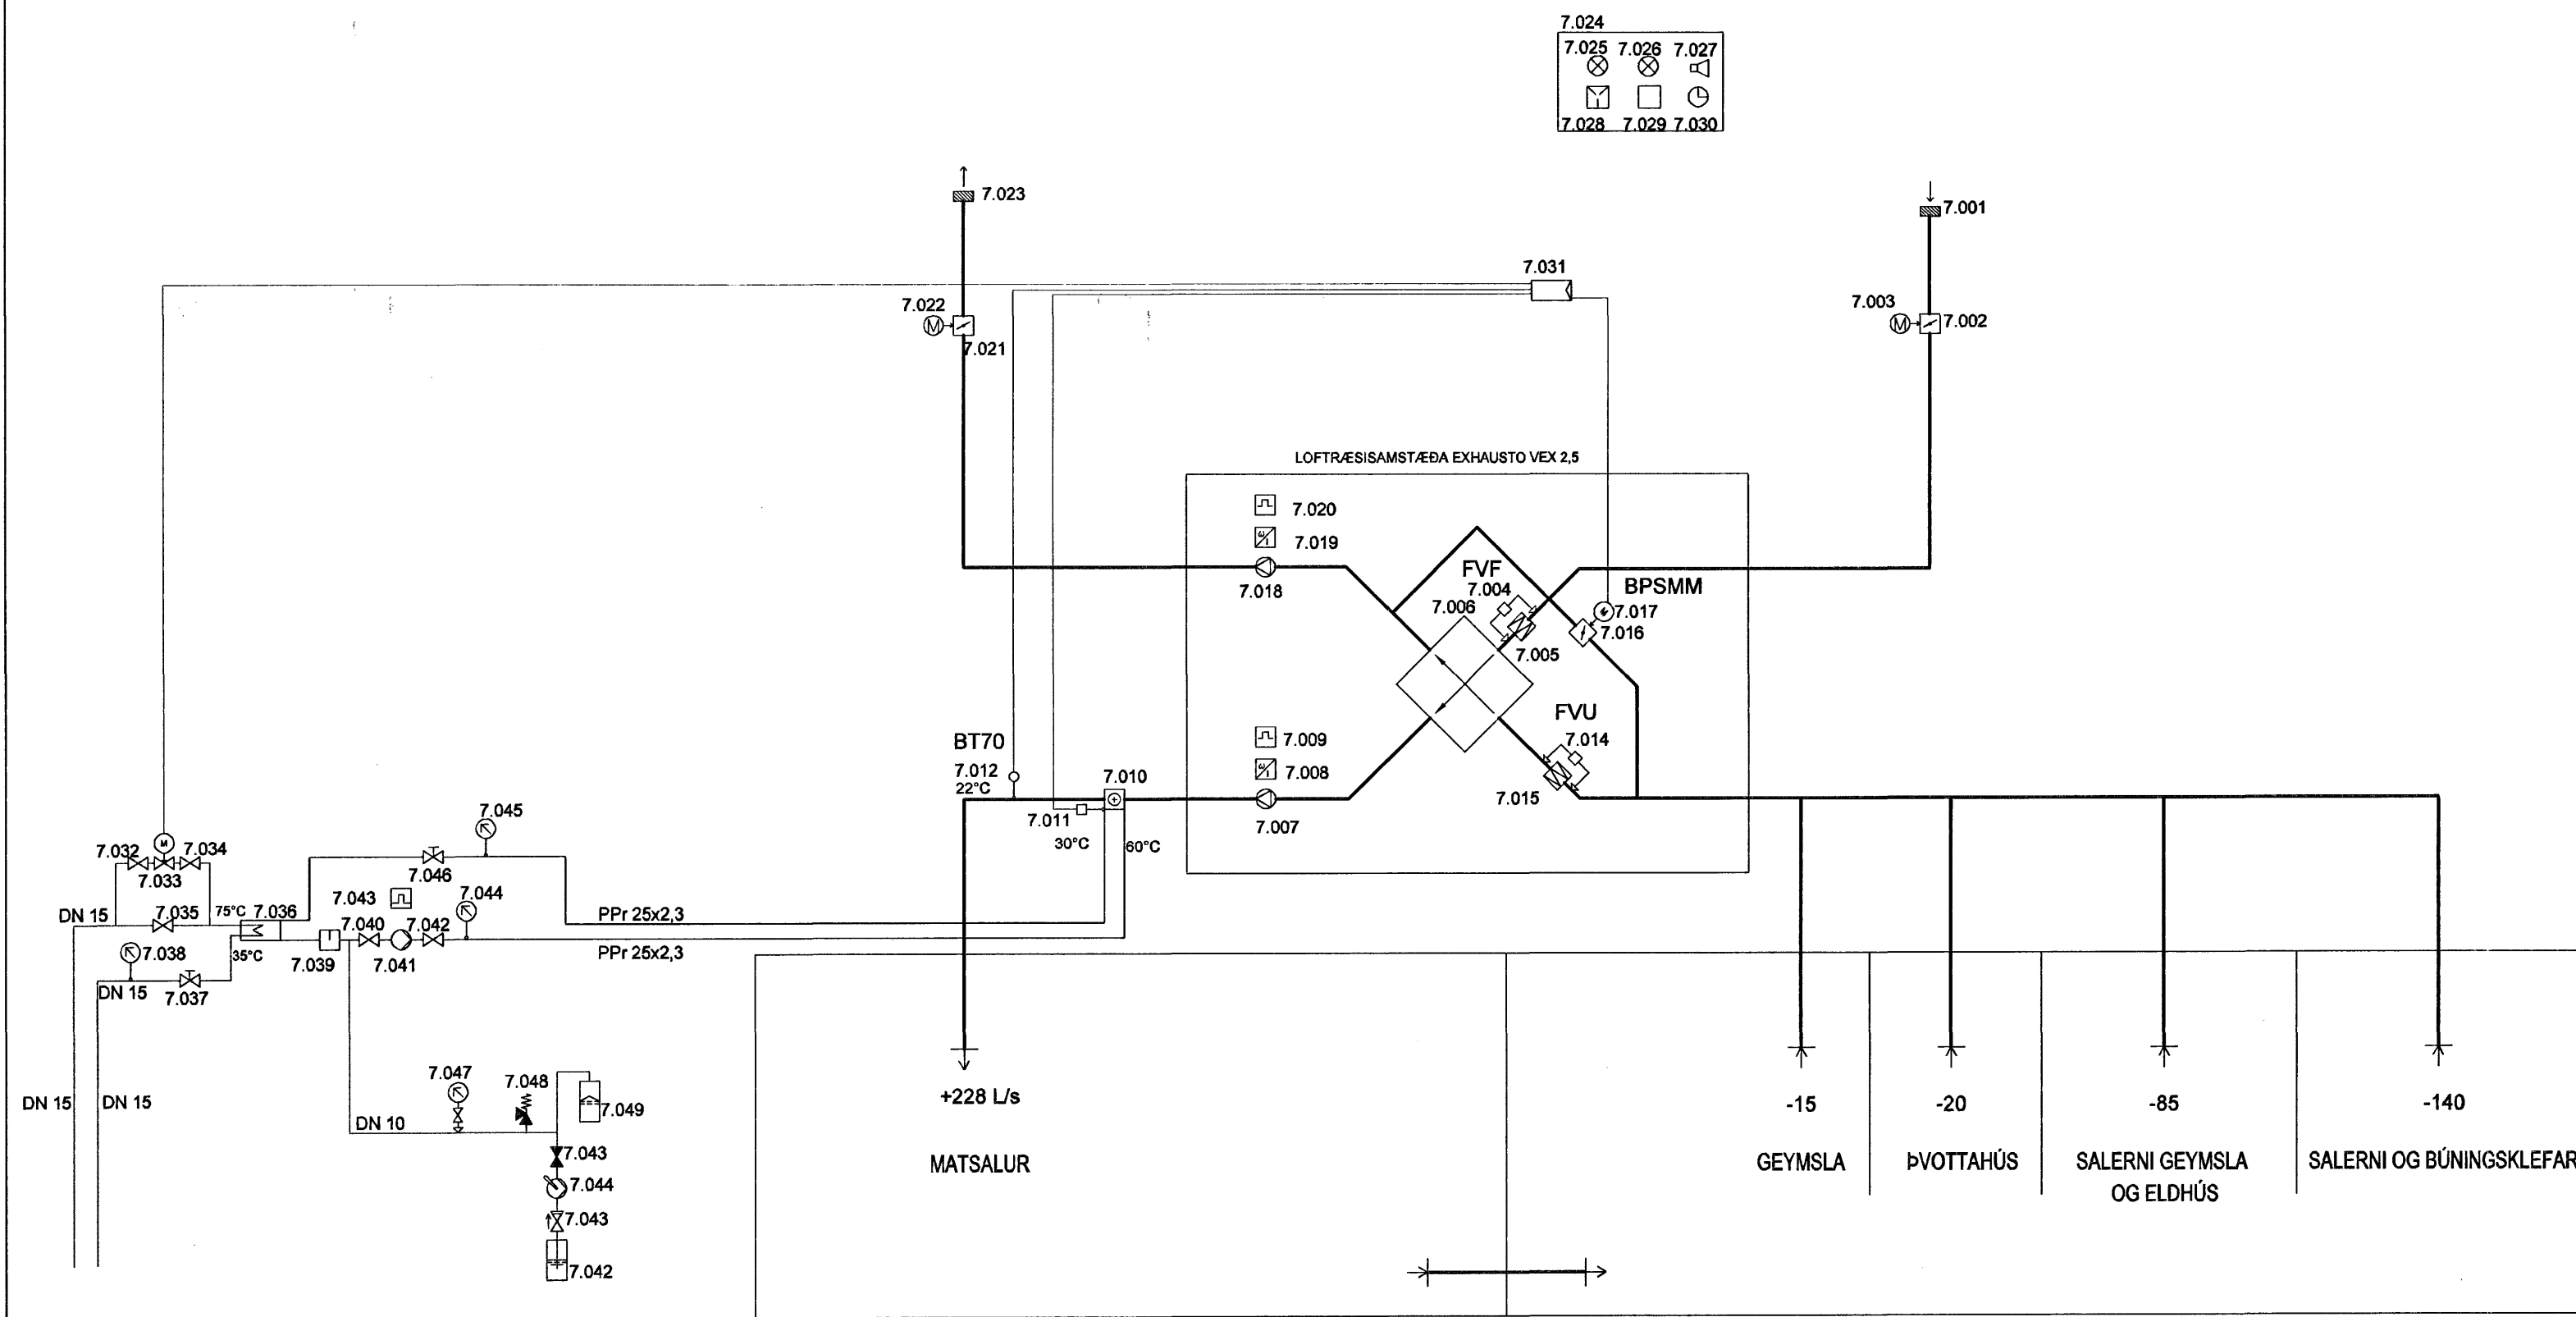 7.024
7.025 7.026 7.027
7.028 7.029 7.030
7.023
7.001
7.031
7.022
7.021
7.003
7.002
LOFTRÆSISAMSTÆÐA EXHAUSTO VEX 2,5
7.020
7.019
7.018
FVF
7.004
7.006
7.005
BPSMM
7.017
7.016
FVU
7.014
7.015
7.009
7.008
7.007
BT70
7.012
22°C
7.010
7.011
30°C
60°C
7.045
7.046
7.032
M
7.034
7.033
7.043
7.044
DN 15
7.035
75°C 7.036
7.040
7.042
PPr 25x2,3
7.038
35°C
7.039
7.041
PPr 25x2,3
DN 15
7.037
7.047
7.048
7.049
DN 15
DN 15
DN 10
7.043
7.044
7.043
7.042
+228 L/s
MATSALUR
-15
-20
-85
-140
GEYMSLA
ÞVOTTAHÚS
SALERNI GEYMSLA
OG ELDHÚS
SALERNI OG BÚNINGSKLEFAR
M
M